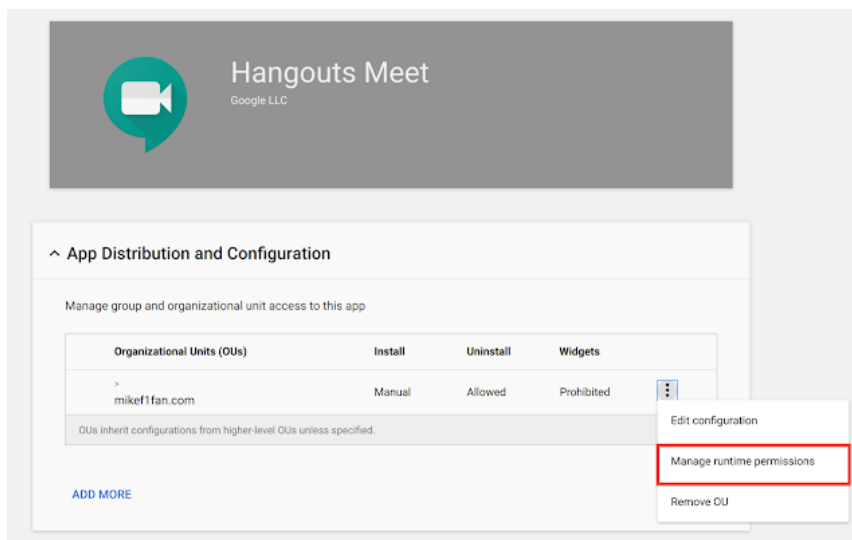 Hangouts Meet
Google LLC
App Distribution and Configuration
Manage group and organizational unit access to this app
Organizational Units (OUs) Install Uninstall Widgets
>
mikef1fan.com Manual Allowed Prohibited
OUs inherit configurations from higher-level OUs unless specified.
Edit configuration
Manage runtime permissions
Remove OU
ADD MORE